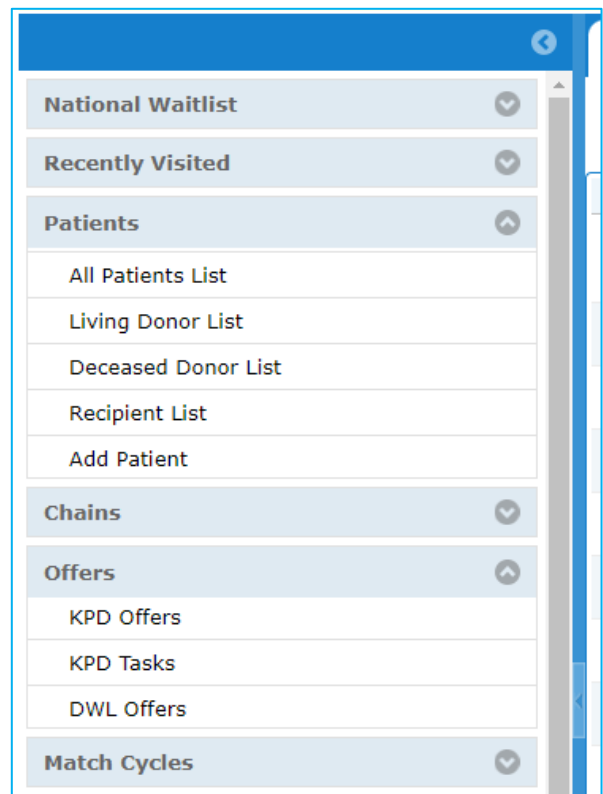 National Waitlist
Recently Visited
Patients
All Patients List
Living Donor List
Deceased Donor List
Recipient List
Add Patient
Chains
Offers
KPD Offers
KPD Tasks
DWL Offers
Match Cycles